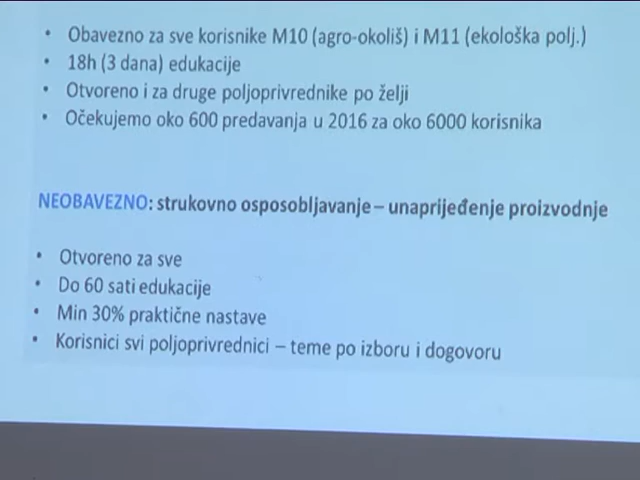 • Obavezno za sve korisnike M10 (agro-okoliš) i M11 (ekološka polj.)
• 18h (3 dana) edukacije
• Otvoreno i za druge poljoprivrednike po želji
• Očekujemo oko 600 predavanja u 2016 za oko 6000 korisnika
NEOBAVEZNO: strukovno osposobljavanje – unaprijeđenje proizvodnje
• Otvoreno za sve
• Do 60 sati edukacije
• Min 30% praktične nastave
• Korisnici svi poljoprivrednici – teme po izboru i dogovoru